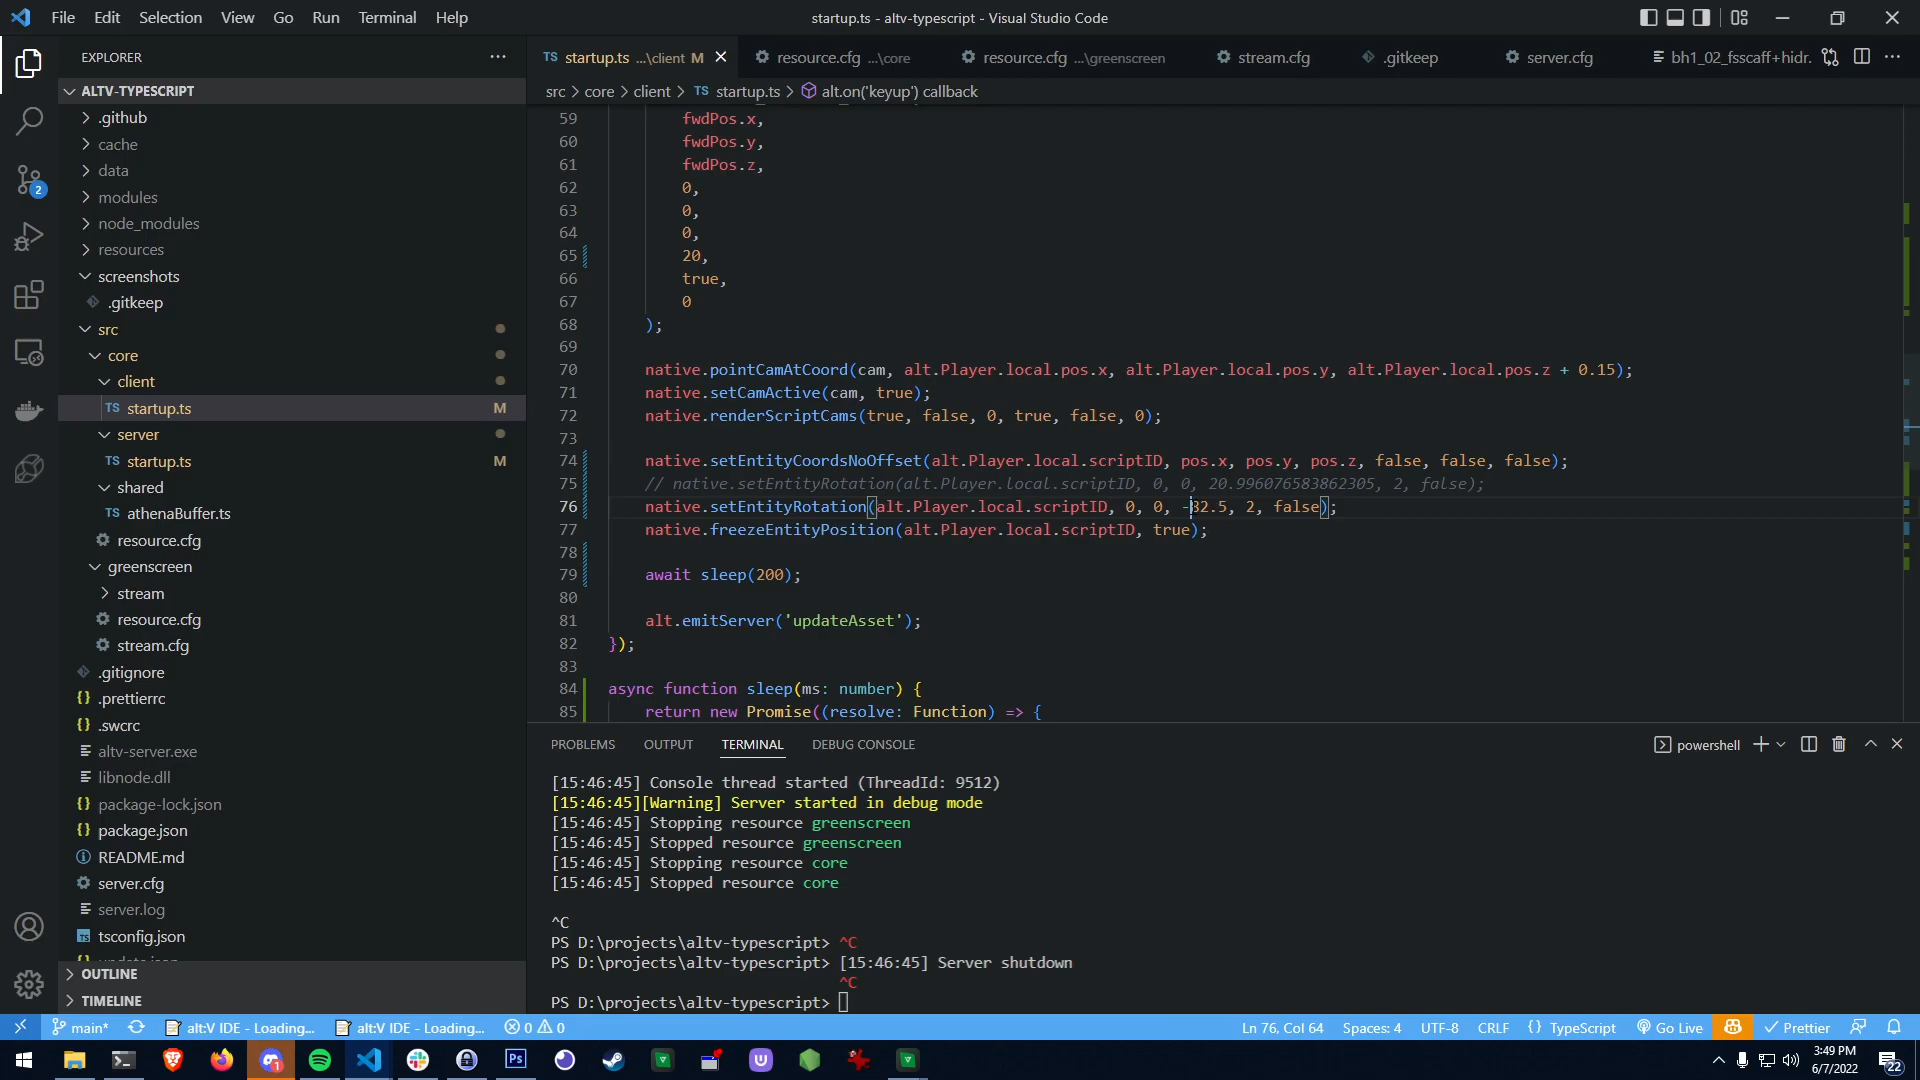 File Edit Selection View Go Run Terminal Help
startup.ts - altv-typescript - Visual Studio Code
EXPLORER
ALTV-TYPESCRIPT
.github
cache
data
modules
node_modules
resources
screenshots
.gitkeep
src
core
client
TS startup.ts M
server
TS startup.ts M
shared
TS athenaBuffer.ts
resource.cfg
greenscreen
stream
resource.cfg
stream.cfg
.gitignore
{} .prettierrc
{} .swcrc
altv-server.exe
libnode.dll
{} package-lock.json
{} package.json
README.md
server.cfg
server.log
TS tsconfig.json
OUTLINE
TIMELINE
2
TS startup.ts ...\client M
resource.cfg ...\core
resource.cfg ...\greenscreen
stream.cfg
.gitkeep
server.cfg
bh1_02_fsscaff+hidr.
src > core > client > TS startup.ts > alt.on('keyup') callback
59 fwdPos.x,
60 fwdPos.y,
61 fwdPos.z,
62 0,
63 0,
64 0,
65 20,
66 true,
67 0
68 );
69
70 native.pointCamAtCoord(cam, alt.Player.local.pos.x, alt.Player.local.pos.y, alt.Player.local.pos.z + 0.15);
71 native.setCamActive(cam, true);
72 native.renderScriptCams(true, false, 0, true, false, 0);
73
74 native.setEntityCoordsNoOffset(alt.Player.local.scriptID, pos.x, pos.y, pos.z, false, false, false);
75 // native.setEntityRotation(alt.Player.local.scriptID, 0, 0, 20.996076583862305, 2, false);
76 native.setEntityRotation(alt.Player.local.scriptID, 0, 0, -82.5, 2, false);
77 native.freezeEntityPosition(alt.Player.local.scriptID, true);
78
79 await sleep(200);
80
81 alt.emitServer('updateAsset');
82 });
83
84 async function sleep(ms: number) {
85 return new Promise((resolve: Function) => {
PROBLEMS OUTPUT TERMINAL DEBUG CONSOLE
powershell
[15:46:45] Console thread started (ThreadId: 9512)
[15:46:45][Warning] Server started in debug mode
[15:46:45] Stopping resource greenscreen
[15:46:45] Stopped resource greenscreen
[15:46:45] Stopping resource core
[15:46:45] Stopped resource core
^C
PS D:\projects\altv-typescript> ^C
PS D:\projects\altv-typescript> [15:46:45] Server shutdown
^C
PS D:\projects\altv-typescript>
main* alt:V IDE - Loading... alt:V IDE - Loading... 0 0
Ln 76, Col 64 Spaces: 4 UTF-8 CRLF {} TypeScript Go Live Prettier
Ps
1
3:49 PM
6/7/2022
22